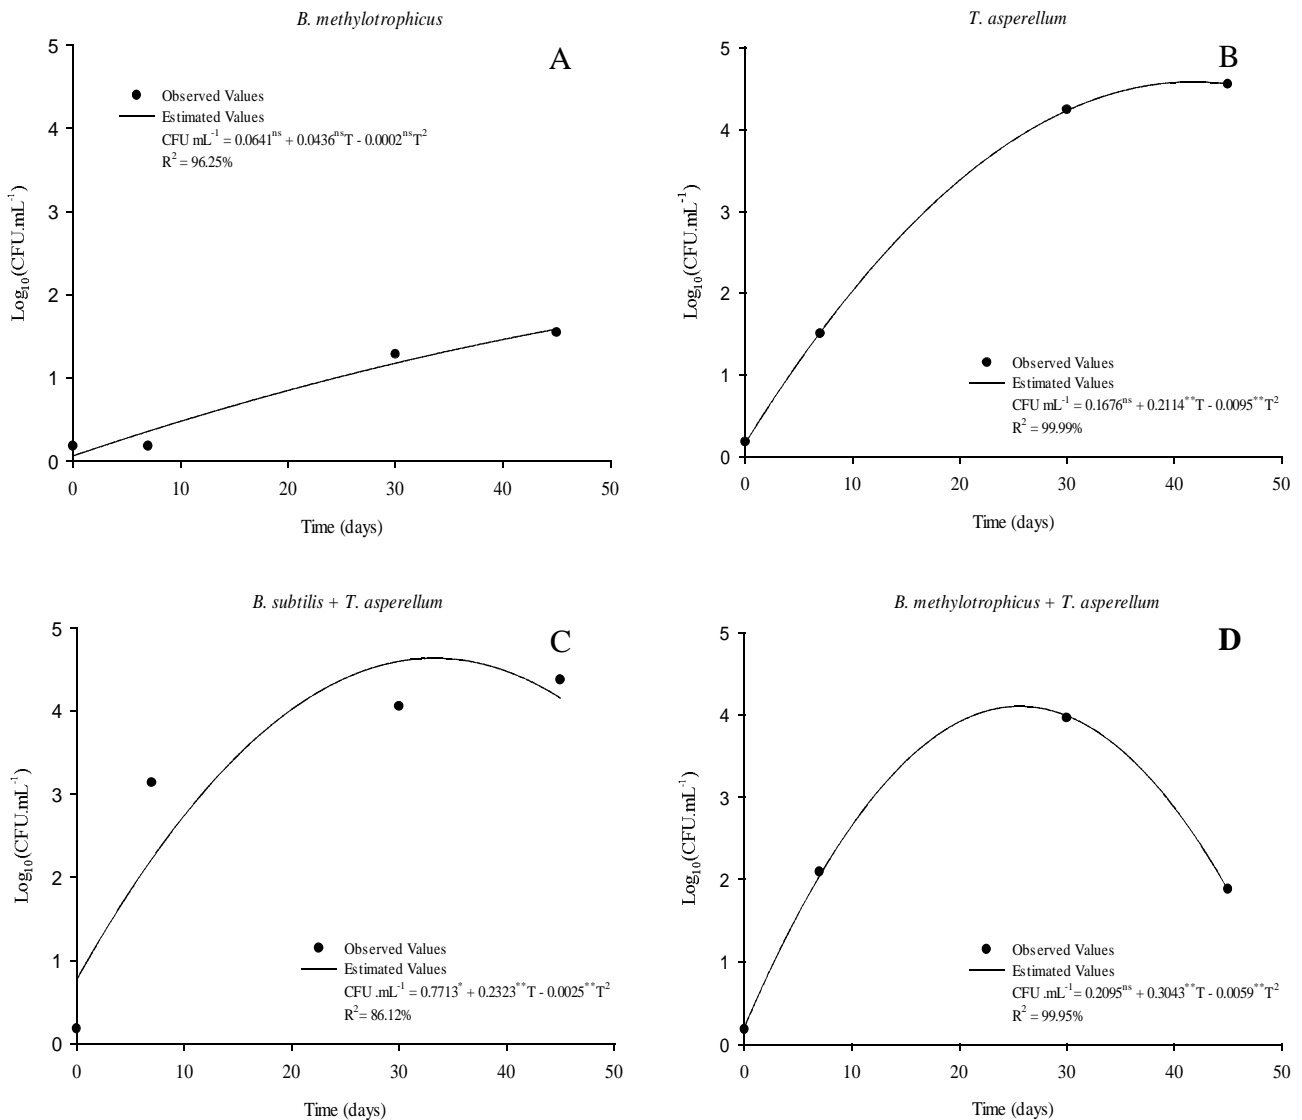 B. methylotrophicus
A
5
4
3
2
1
0
Log10(CFU.mL-1)
Observed Values
Estimated Values
CFU mL-1 = 0.0641ns + 0.0436nsT - 0.0002nsT2
R2 = 96.25%
0 10 20 30 40 50
Time (days)
T. asperellum
B
5
4
3
2
1
0
Log10(CFU.mL-1)
Observed Values
Estimated Values
CFU mL-1 = 0.1676ns + 0.2114**T - 0.0095**T2
R2 = 99.99%
0 10 20 30 40 50
Time (days)
B. subtilis + T. asperellum
C
5
4
3
2
1
0
Log10(CFU.mL-1)
Observed Values
Estimated Values
CFU .mL-1 = 0.7713* + 0.2323**T - 0.0025**T2
R2= 86.12%
0 10 20 30 40 50
Time (days)
B. methylotrophicus + T. asperellum
D
5
4
3
2
1
0
Log10(CFU.mL-1)
Observed Values
Estimated Values
CFU .mL-1 = 0.2095ns + 0.3043**T - 0.0059**T2
R2 = 99.95%
0 10 20 30 40 50
Time (days)